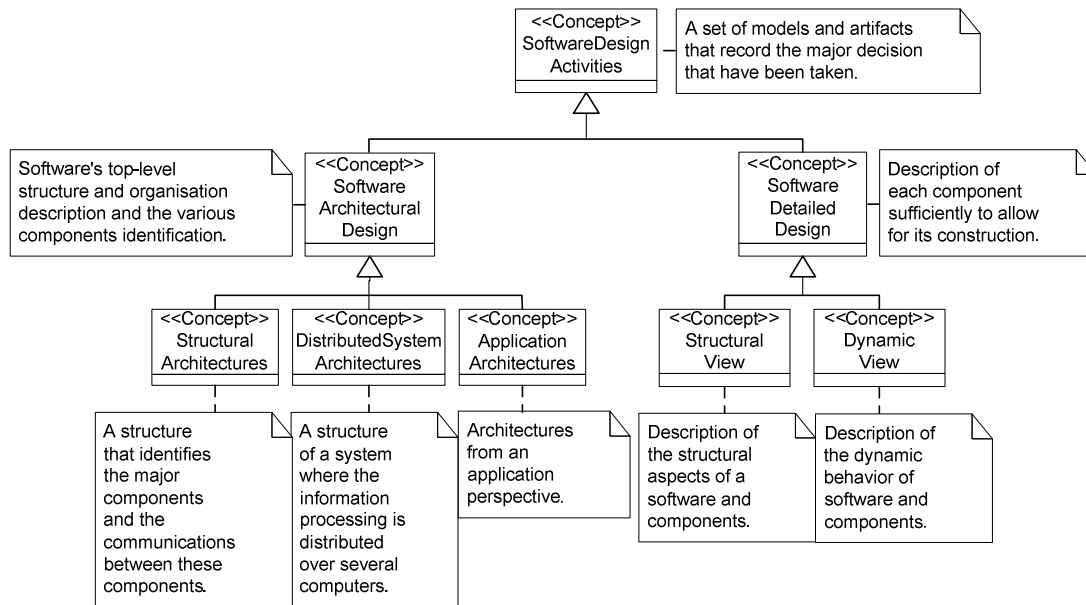 <<Concept>>
SoftwareDesign
Activities
A set of models and artifacts
that record the major decision
that have been taken.
Software's top-level
structure and organisation
description and the various
components identification.
<<Concept>>
Software
Architectural
Design
<<Concept>>
Software
Detailed
Design
Description of
each component
sufficiently to allow
for its construction.
<<Concept>>
Structural
Architectures
<<Concept>>
DistributedSystem
Architectures
<<Concept>>
Application
Architectures
<<Concept>>
Structural
View
<<Concept>>
Dynamic
View
A structure
that identifies
the major
components
and the
communications
between these
components.
A structure
of a system
where the
information
processing is
distributed
over several
computers.
Architectures
from an
application
perspective.
Description of
the structural
aspects of a
software and
components.
Description of
the dynamic
behavior of
software and
components.